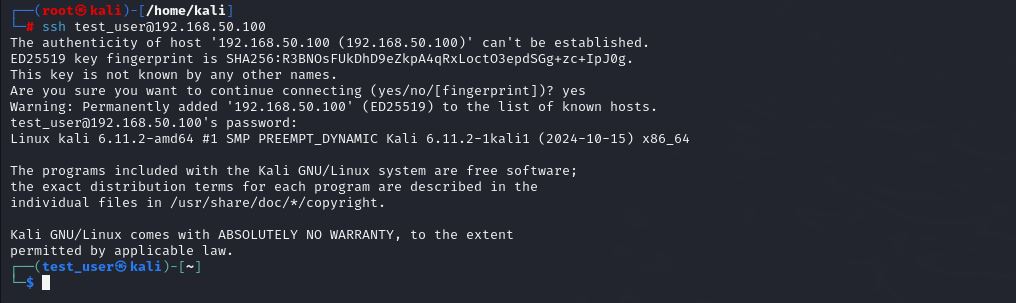 ┌──(root㉿kali)-[/home/kali]
└─# ssh test_user@192.168.50.100
The authenticity of host '192.168.50.100 (192.168.50.100)' can't be established.
ED25519 key fingerprint is SHA256:R3BNOsFUkDhD9eZkpA4qRxLoctO3epdSGg+zc+IpJ0g.
This key is not known by any other names.
Are you sure you want to continue connecting (yes/no/[fingerprint])? yes
Warning: Permanently added '192.168.50.100' (ED25519) to the list of known hosts.
test_user@192.168.50.100's password:
Linux kali 6.11.2-amd64 #1 SMP PREEMPT_DYNAMIC Kali 6.11.2-1kali1 (2024-10-15) x86_64
The programs included with the Kali GNU/Linux system are free software;
the exact distribution terms for each program are described in the
individual files in /usr/share/doc/*/copyright.
Kali GNU/Linux comes with ABSOLUTELY NO WARRANTY, to the extent
permitted by applicable law.
┌──(test_user㉿kali)-[~]
└─$